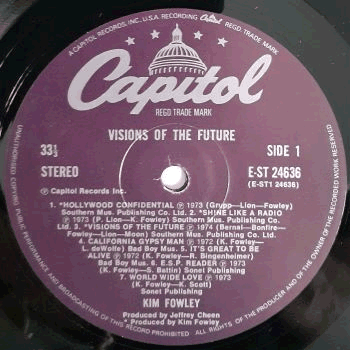 A CAPITOL RECORDS, INC., U.S.A. RECORDING CAPITOL REGD. TRADE MARK
Capitol
REGD TRADE MARK
VISIONS OF THE FUTURE
33⅓
SIDE 1
STEREO
E-ST 24636
(E-ST1 24636)
℗ Capitol Records Inc.
1. *HOLLYWOOD CONFIDENTIAL ℗ 1973 (Grupp—Lion—Fowley)
Southern Mus. Publishing Co. Ltd. 2. *SHINE LIKE A RADIO
℗ 1973 (P. Lion—K. Fowley) Southern Mus. Publishing Co.
Ltd. 3. *VISIONS OF THE FUTURE ℗ 1974 (Bernal—Bonfire—
Fowley—Lion—Moon) Southern Mus. Publishing Co. Ltd.
4. CALIFORNIA GYPSY MAN ℗ 1972 (K. Fowley—
L. deWolfe) Bad Boy Mus. 5. IT'S GREAT TO BE
ALIVE ℗ 1972 (K. Fowley—R. Bingenheimer)
Bad Boy Mus. 6. E.S.P. READER ℗ 1973
(K. Fowley—S. Battin) Sonet Publishing
7. WORLD WIDE LOVE ℗ 1973
(K. Fowley—K. Scott)
Sonet Publishing
KIM FOWLEY
Produced by Jeffrey Cheen
* Produced by Kim Fowley
UNAUTHORISED COPYING PUBLIC PERFORMANCE AND BROADCASTING OF THIS RECORD PROHIBITED ALL RIGHTS OF THE RECORD PRODUCER AND OF THE OWNER OF THE RECORDED WORK RESERVED